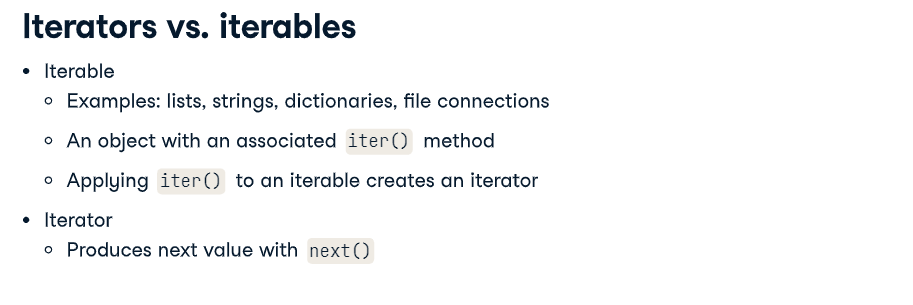 Iterators vs. iterables
• Iterable
○ Examples: lists, strings, dictionaries, file connections
○ An object with an associated iter() method
○ Applying iter() to an iterable creates an iterator
• Iterator
○ Produces next value with next()